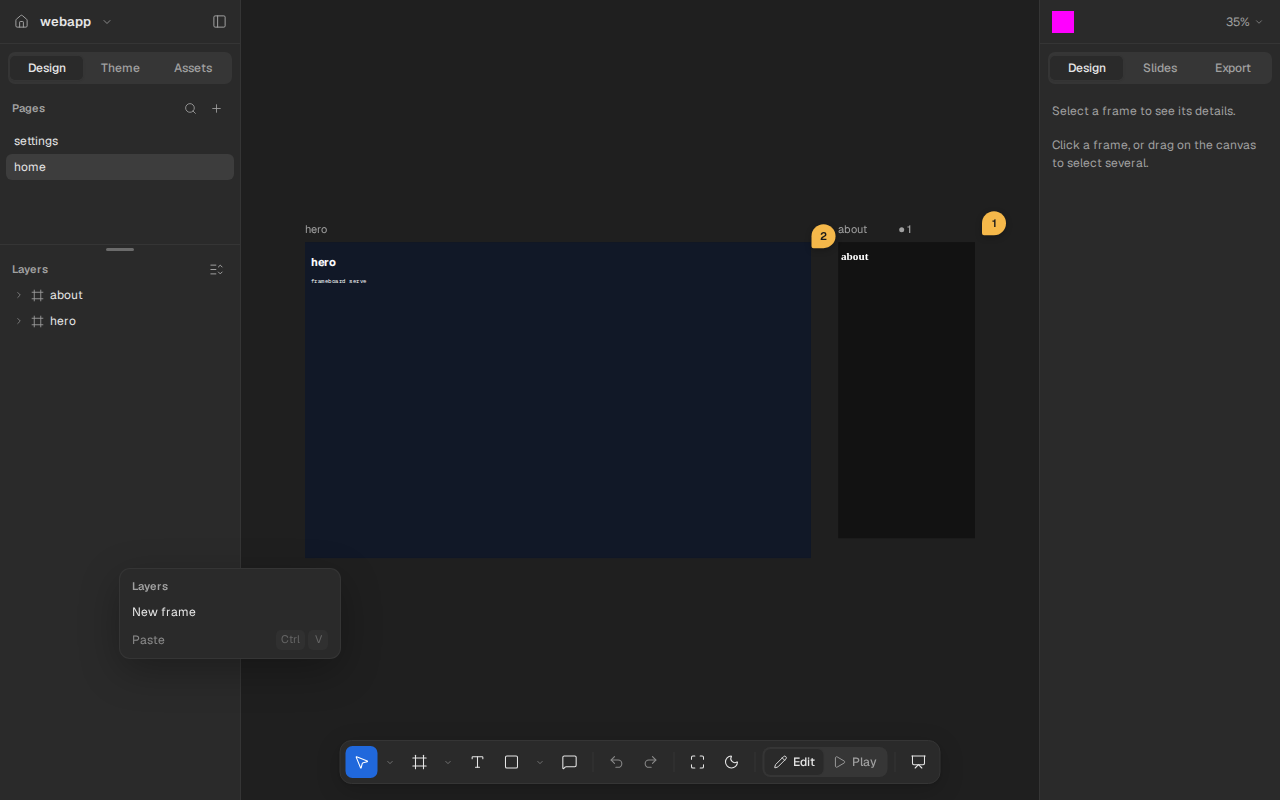 webapp
Design Theme Assets
Pages
settings
home
Layers
about
hero
hero
2
about 1
1
hero
frameboard serve
about
Layers
New frame
Paste Ctrl V
Edit Play
35%
Design Slides Export
Select a frame to see its details.
Click a frame, or drag on the canvas
to select several.